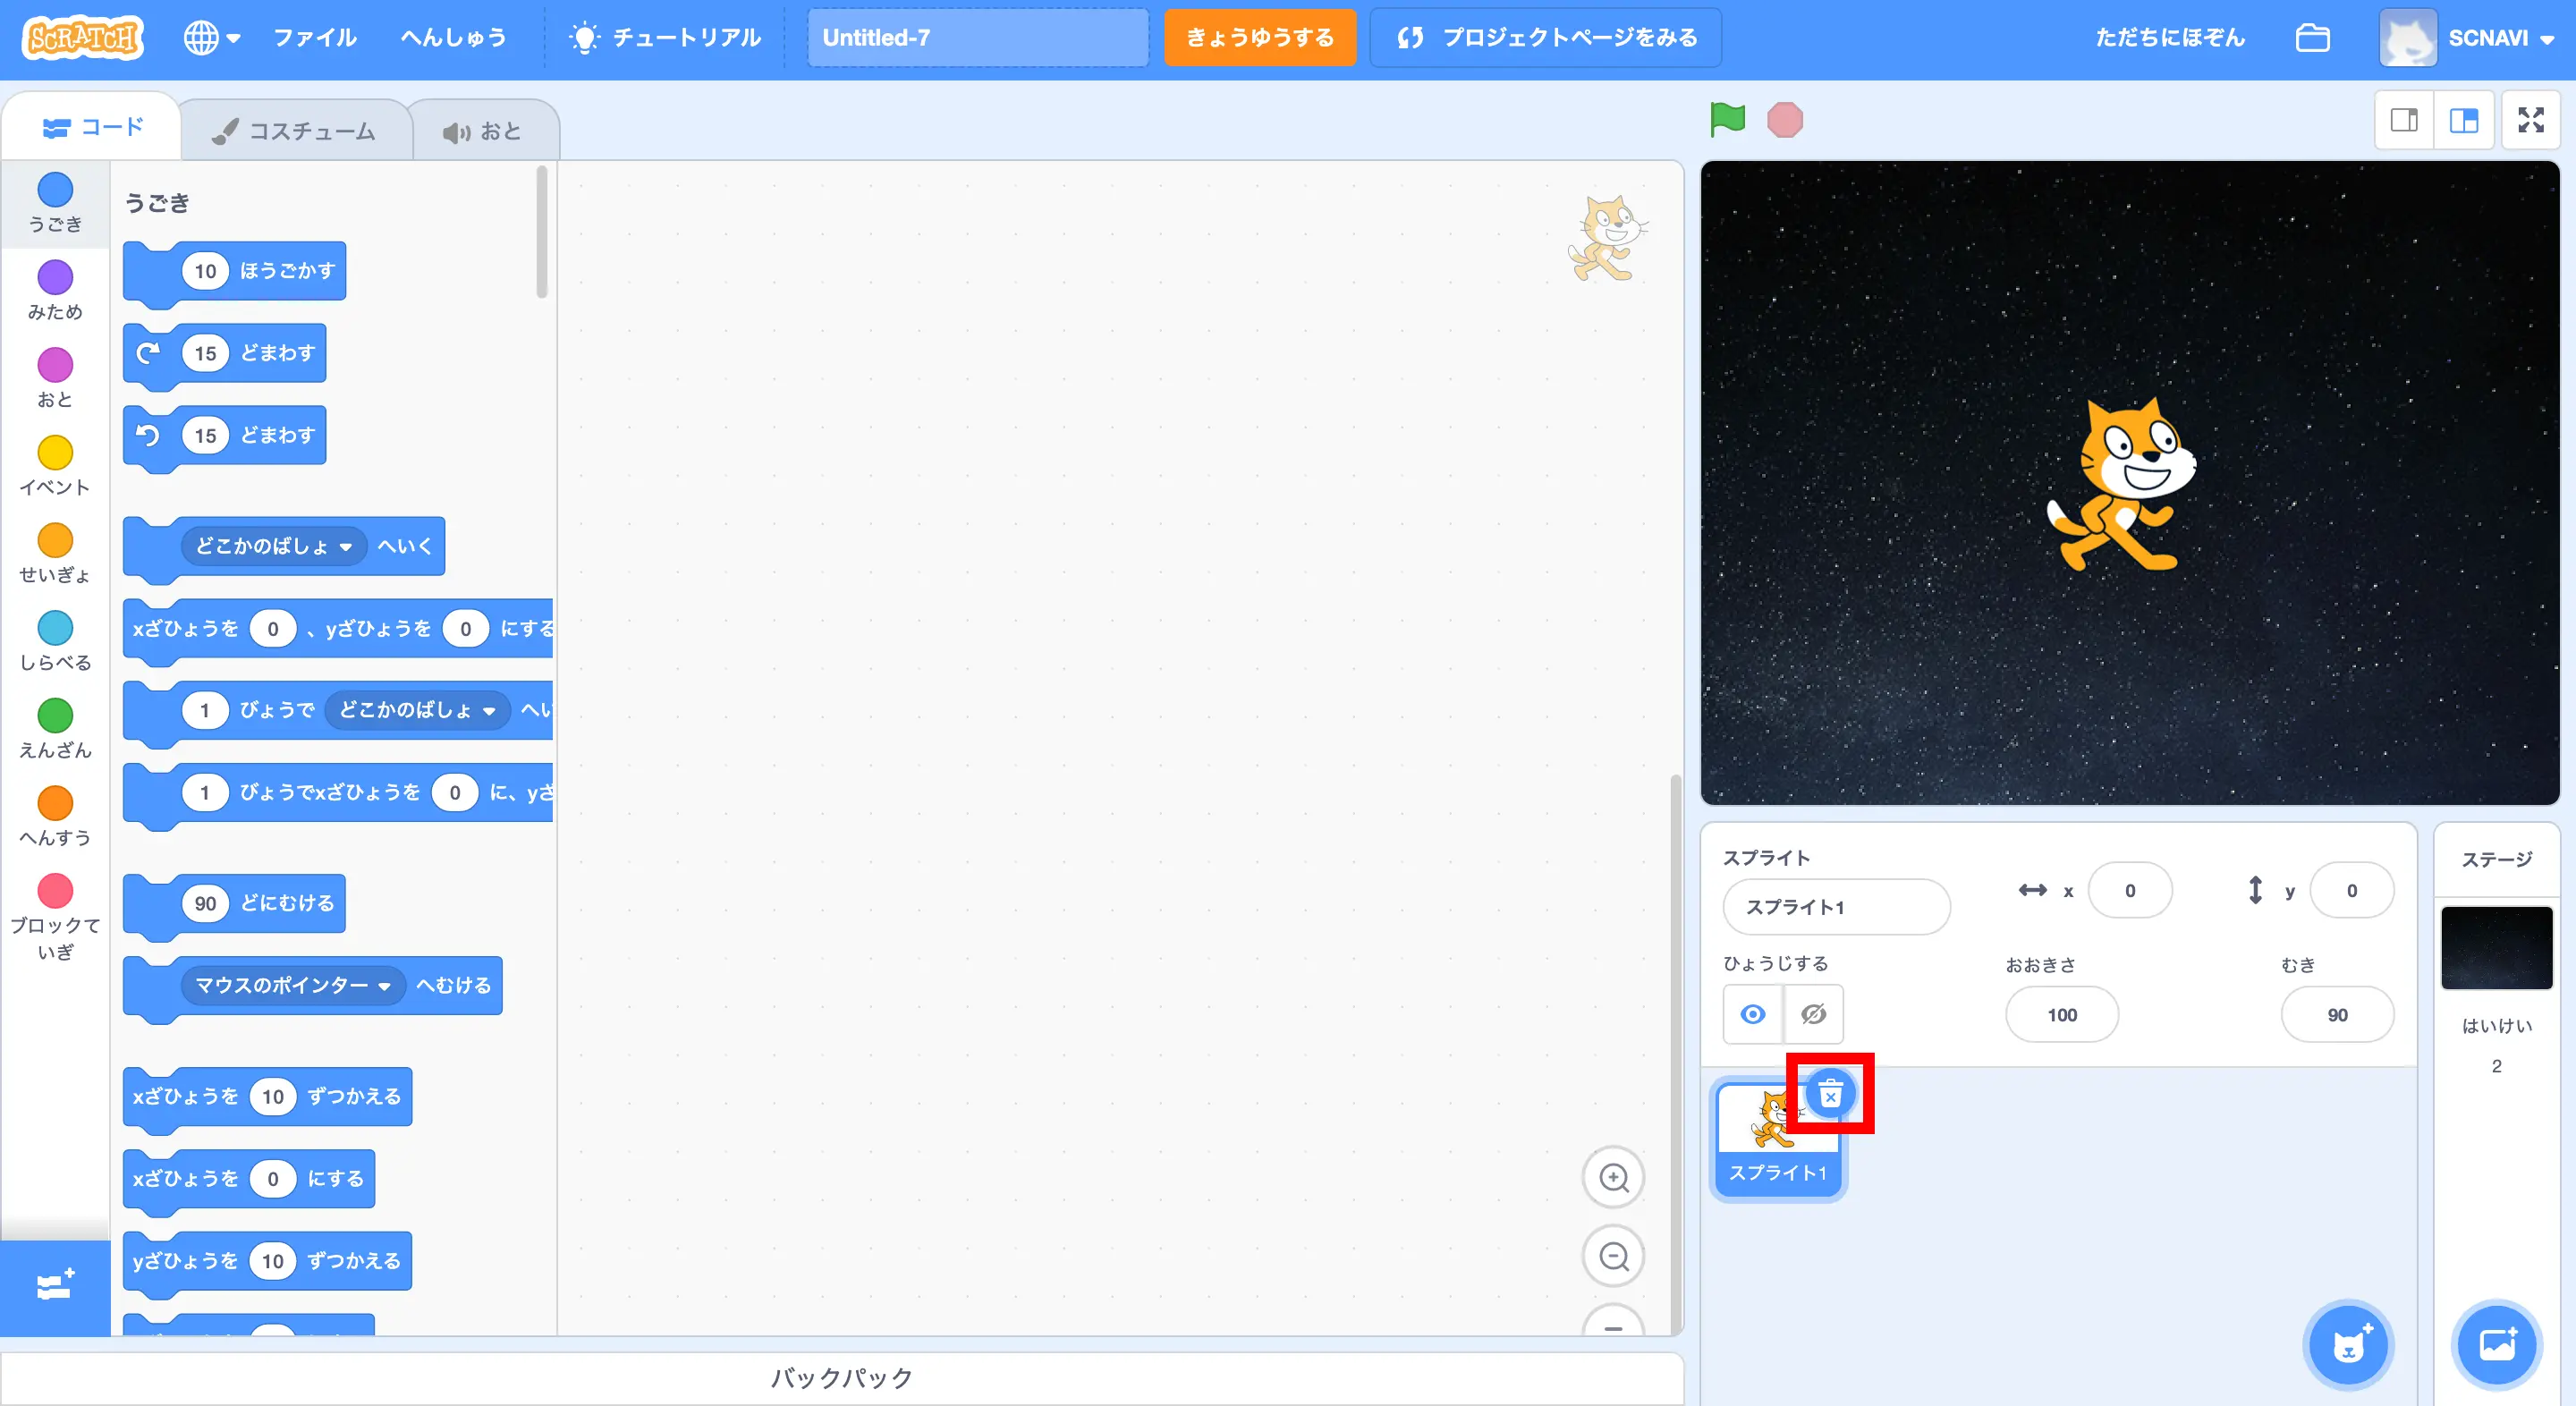 SCRATCH
ファイル
へんしゅう
チュートリアル
Untitled-7
きょうゆうする
プロジェクトページをみる
ただちにほぞん
SCNAVI
コード
コスチューム
おと
うごき
みため
おと
イベント
せいぎょ
しらべる
えんざん
へんすう
ブロックて
いぎ
うごき
10 ほうごかす
15 どまわす
15 どまわす
どこかのばしょ へいく
xざひょうを 0 、yざひょうを 0 にする
1 びょうで どこかのばしょ へい
1 びょうでxざひょうを 0 に、yざ
90 どにむける
マウスのポインター へむける
xざひょうを 10 ずつかえる
xざひょうを 0 にする
yざひょうを 10 ずつかえる
バックパック
スプライト
スプライト1
x 0
y 0
ひょうじする
おおきさ
100
むき
90
スプライト1
ステージ
はいけい
2